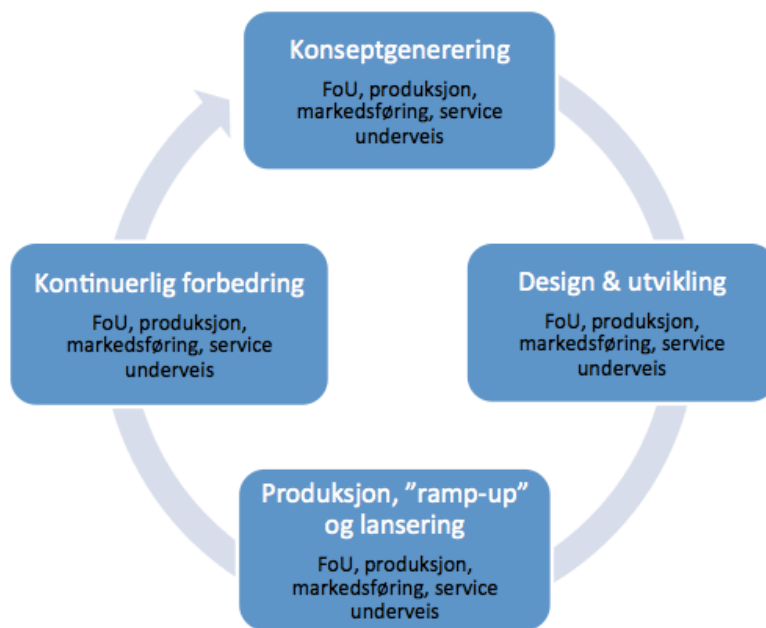 Konseptgenerering
FoU, produksjon,
markedsføring, service
underveis
Kontinuerlig forbedring
FoU, produksjon,
markedsføring, service
underveis
Design & utvikling
FoU, produksjon,
markedsføring, service
underveis
Produksjon, ”ramp-up”
og lansering
FoU, produksjon,
markedsføring, service
underveis